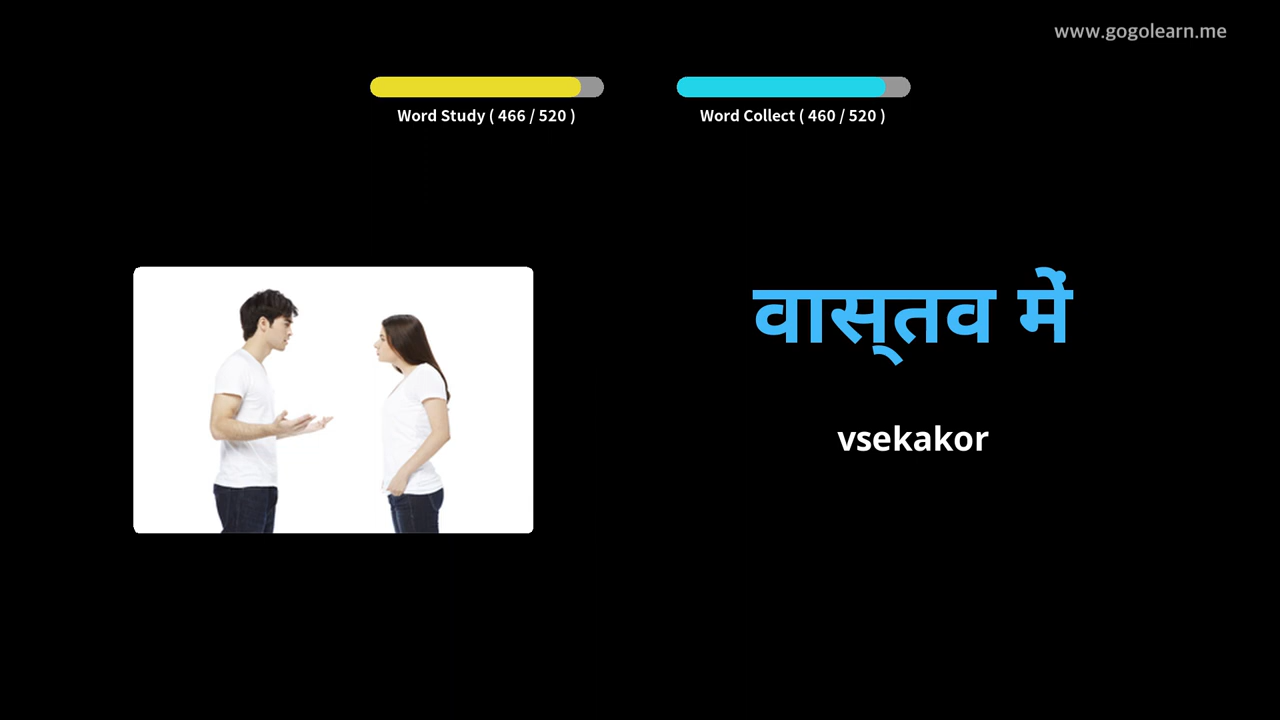 www.gogolearn.me
Word Study ( 466 / 520 )
Word Collect ( 460 / 520 )
वास्तव में
vsekakor